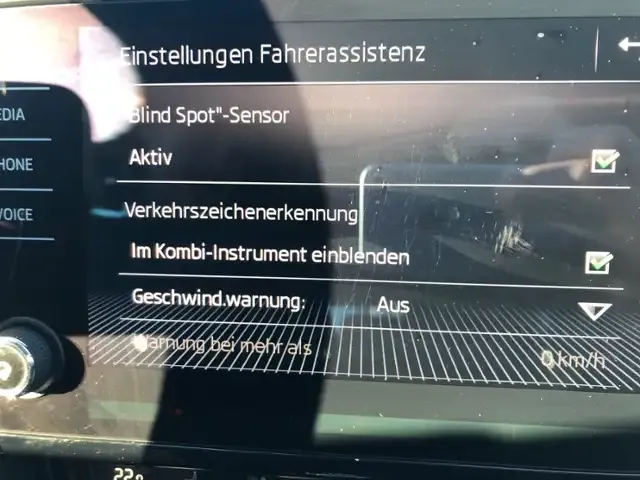 Einstellungen Fahrerassistenz
EDIA
Blind Spot"-Sensor
HONE
Aktiv
VOICE
Verkehrszeichenerkennung
Im Kombi-Instrument einblenden
Geschwind.warnung: Aus
Warnung bei mehr als 0 km/h